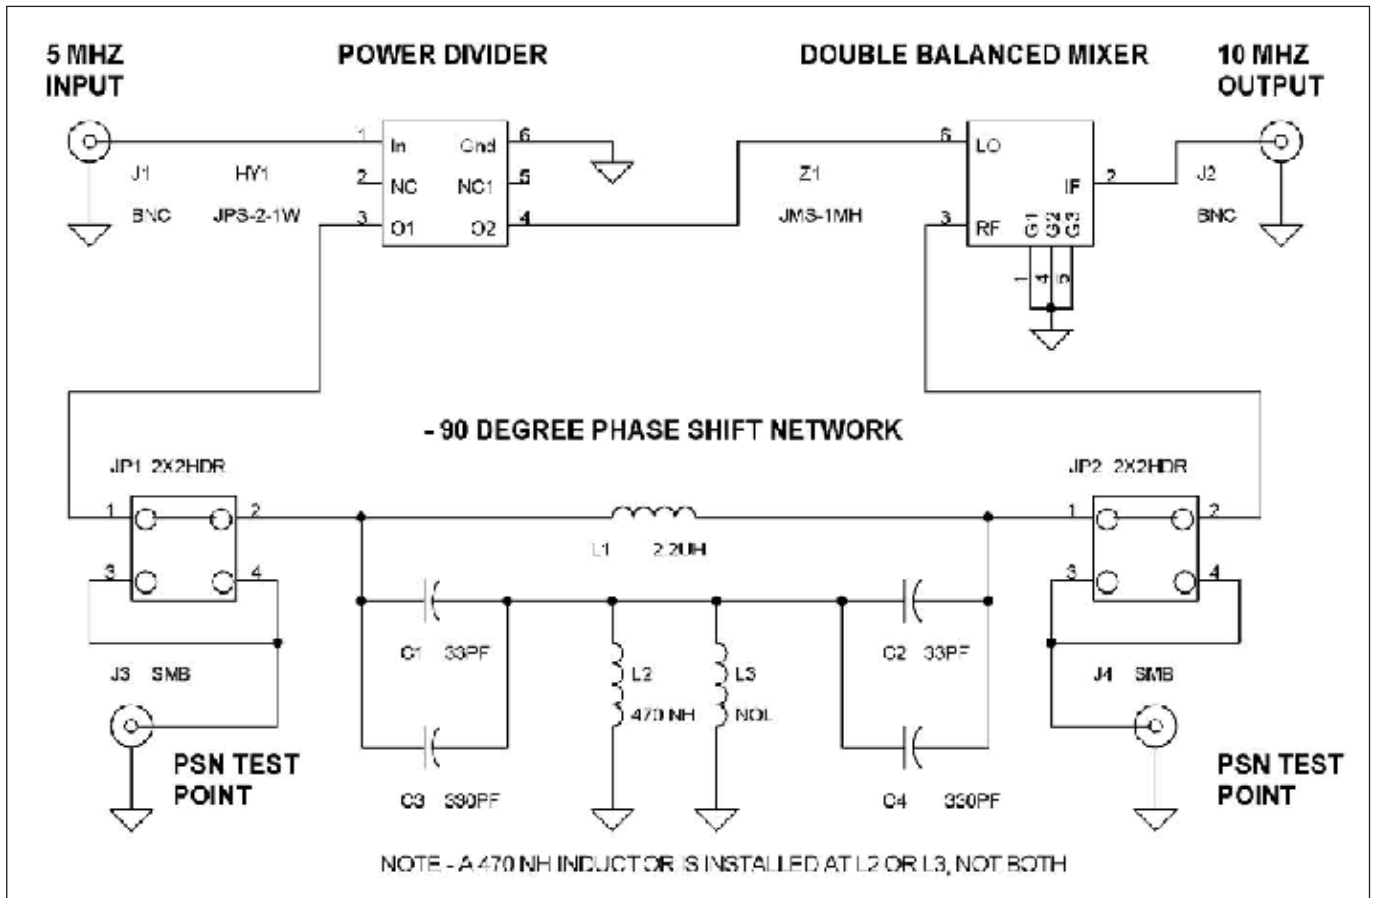 5 MHZ INPUT
POWER DIVIDER
DOUBLE BALANCED MIXER
10 MHZ OUTPUT
J1
BNC
HY1
JPS-2-1W
1
2
3
In
NC
O1
Gnd
NC1
O2
6
5
4
Z1
JMS-1MH
6
3
LO
RF
IF
G1
G2
G3
1
4
5
2
J2
BNC
- 90 DEGREE PHASE SHIFT NETWORK
JP1 2X2HDR
1
2
3
4
JP2 2X2HDR
1
2
3
4
L1 2.2UH
C1 33PF
C2 33PF
L2
470 NH
L3
NOL
C3
C4 330PF
J3 SMB
PSN TEST POINT
J4 SMB
PSN TEST POINT
NOTE - A 470 NH INDUCTOR IS INSTALLED AT L2 OR L3, NOT BOTH